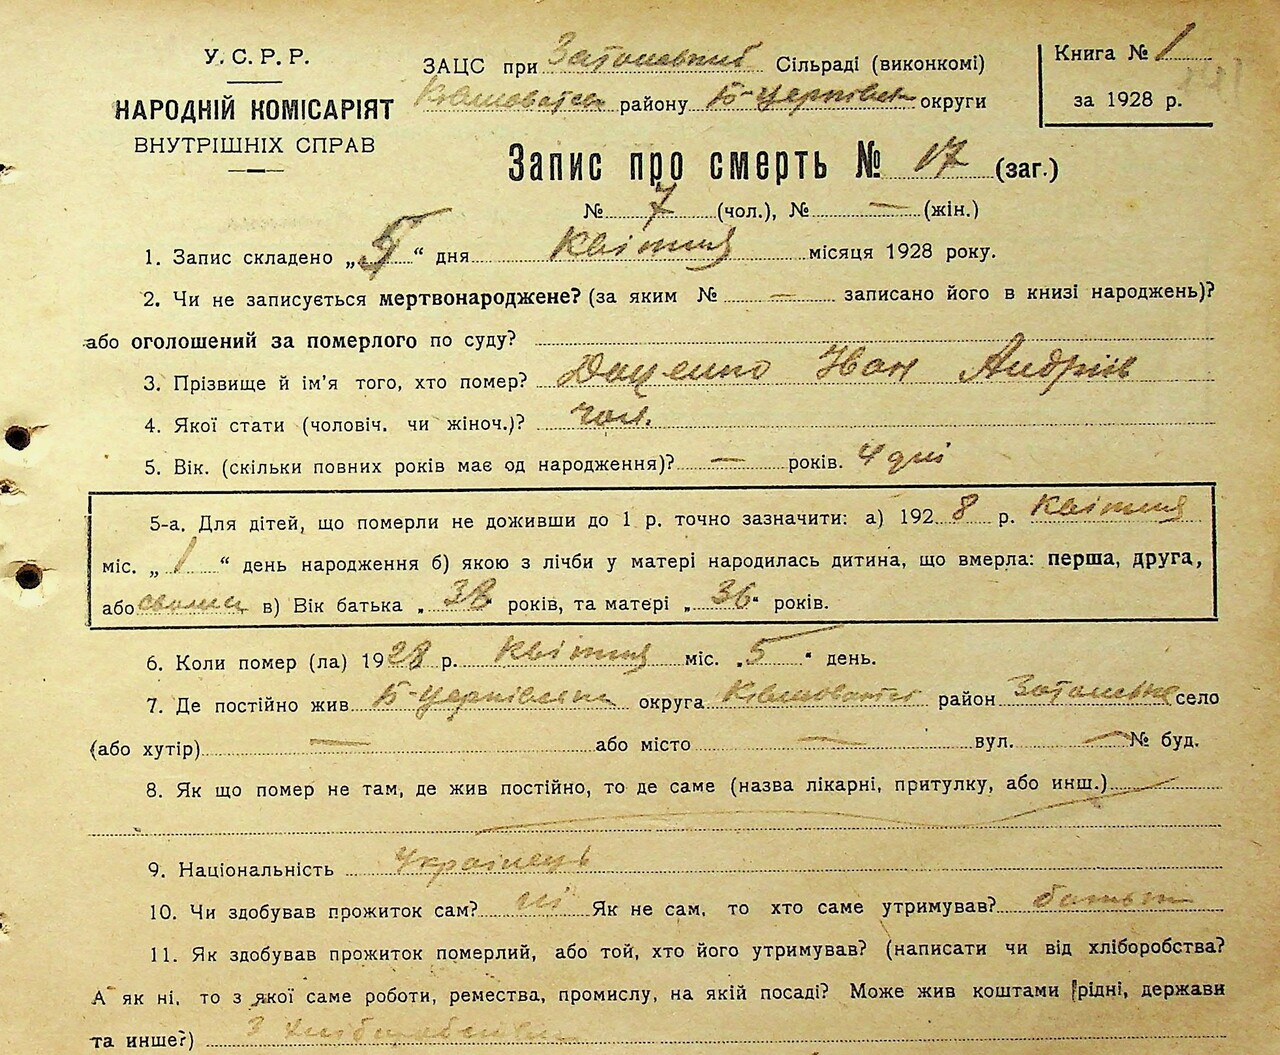 У. С. Р. Р.
НАРОДНІЙ КОМІСАРІЯТ
ВНУТРІШНІХ СПРАВ
ЗАЦС при Затонський Сільраді (виконкомі)
району Б-Церківськ округи
Книга № 1
за 1928 р.
Запис про смерть № 17 (заг.)
№ 7 (чол.), № — (жін.)
1. Запис складено „5“ дня Квітня місяця 1928 року.
2. Чи не записується мертвонароджене? (за яким № — записано його в книзі народжень)?
або оголошений за померлого по суду?
3. Прізвище й ім'я того, хто помер? Доценко Іван Андріїв
4. Якої стати (чоловіч. чи жіноч.)? чол.
5. Вік. (скільки повних років має од народження)? — років. 4 дні
5-а. Для дітей, що померли не доживши до 1 р. точно зазначити: а) 1928 р. Квітня
міс. „1“ день народження б) якою з лічби у матері народилась дитина, що вмерла: перша, друга,
або в) Вік батька „38“ років, та матері „36“ років.
6. Коли помер (ла) 1928 р. Квітня міс. „5“ день.
7. Де постійно жив Б-Церківська округа район село
(або хутір) — або місто — вул. — № буд.
8. Як що помер не там, де жив постійно, то де саме (назва лікарні, притулку, або инш.)
9. Національність Українець
10. Чи здобував прожиток сам? ні Як не сам, то хто саме утримував? батьки
11. Як здобував прожиток померлий, або той, хто його утримував? (написати чи від хліборобства?
А як ні, то з якої саме роботи, ремества, промислу, на якій посаді? Може жив коштами рідні, держави
та инше?) З хліборобства